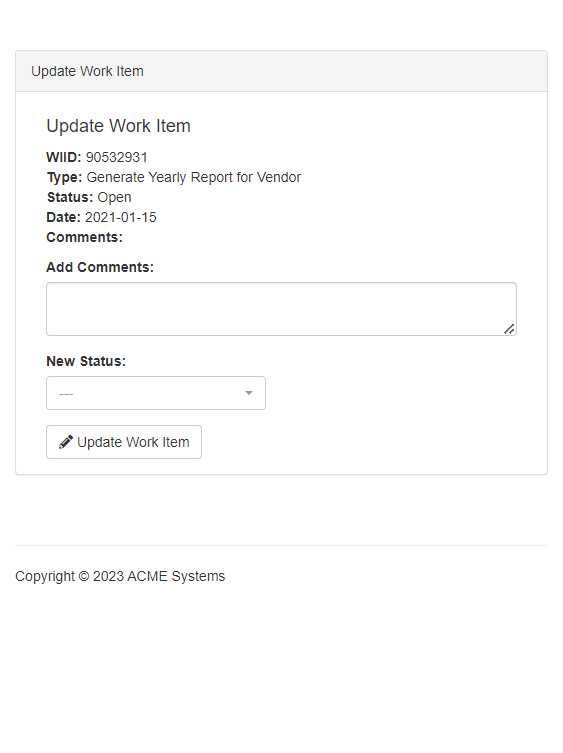 Update Work Item
Update Work Item
WIID: 90532931
Type: Generate Yearly Report for Vendor
Status: Open
Date: 2021-01-15
Comments:
Add Comments:
New Status:
---
Update Work Item
Copyright © 2023 ACME Systems